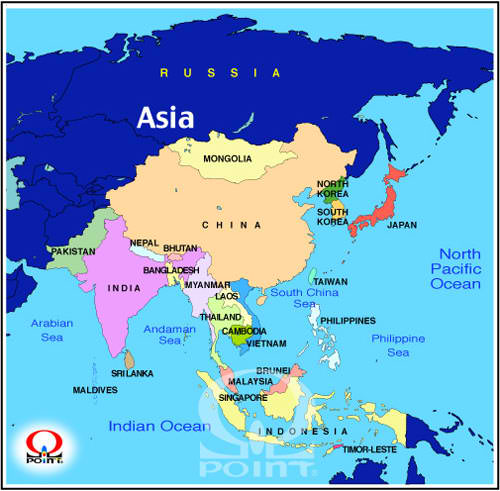 RUSSIA
Asia
MONGOLIA
NORTH
KOREA
CHINA
SOUTH
KOREA
JAPAN
PAKISTAN
NEPAL
BHUTAN
North
Pacific
Ocean
BANGLADESH
INDIA
MYANMAR
TAIWAN
LAOS
South China
Sea
Arabian
Sea
Andaman
Sea
THAILAND
PHILIPPINES
CAMBODIA
VIETNAM
Philippine
Sea
SRI LANKA
BRUNEI
MALAYSIA
MALDIVES
SINGAPORE
Indian Ocean
INDONESIA
TIMOR-LESTE
POINT
POINT